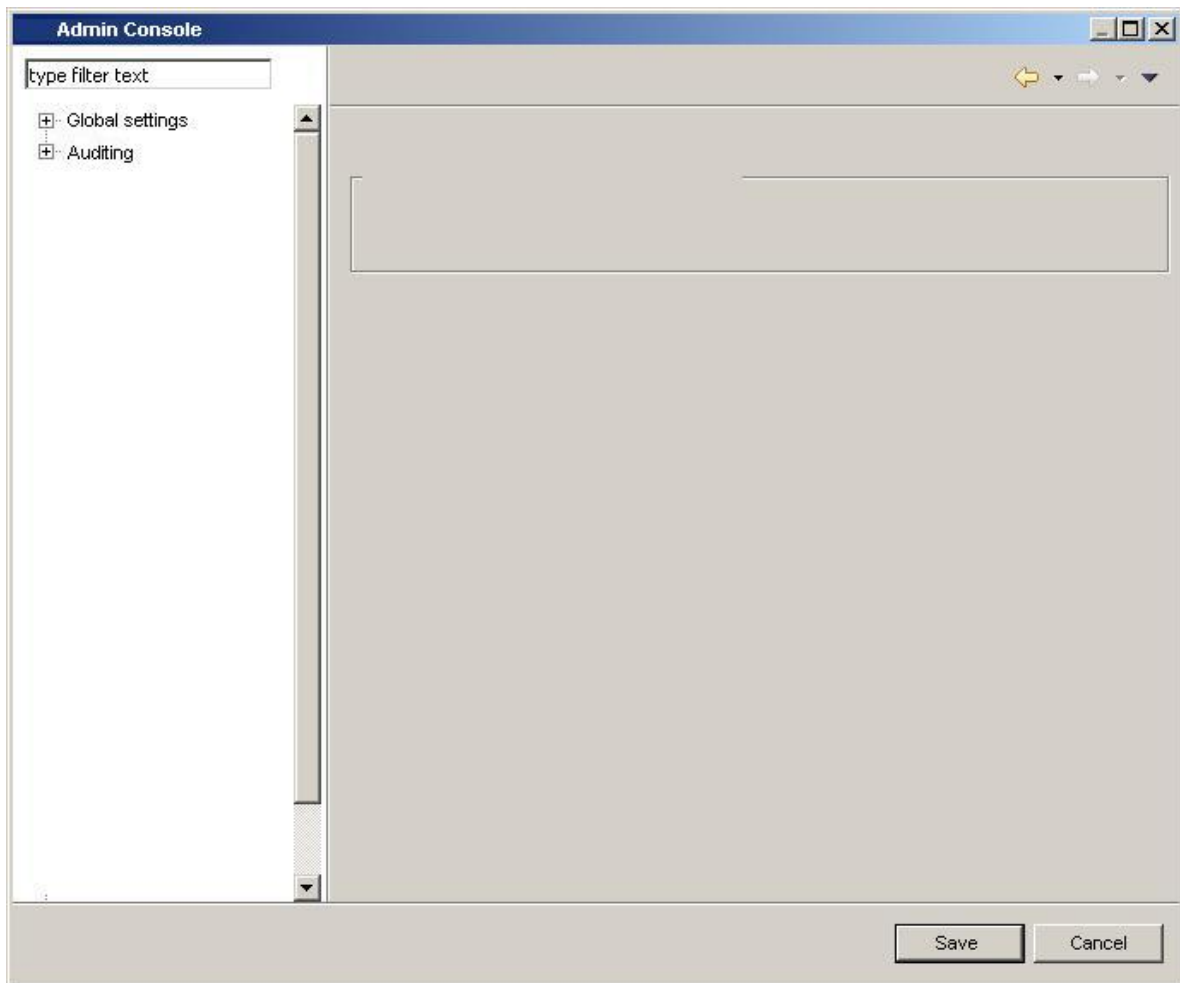 Admin Console
type filter text
Global settings
Auditing
Save
Cancel